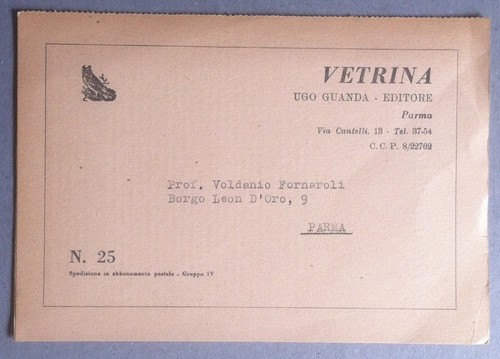 VETRINA
UGO GUANDA - EDITORE
Parma
Via Cantelli, 13 - Tel. 37-54
C. C. P. 8/22762
Prof. Voldanio Fornaroli
Borgo Leon D'Oro, 9
PARMA
N. 25
Spedizione in abbonamento postale - Gruppo IV